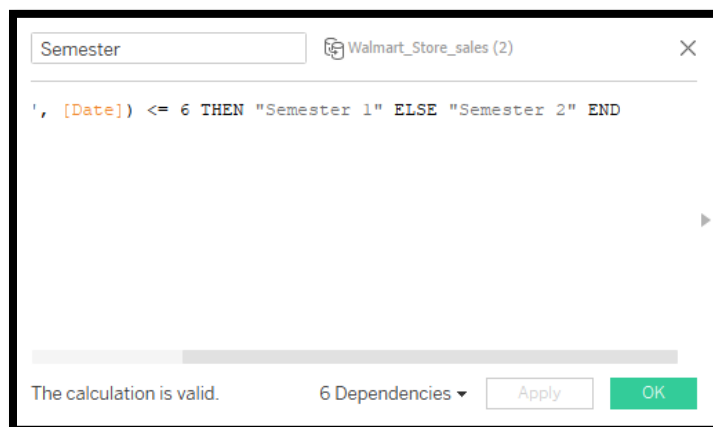 Semester
Walmart_Store_sales (2)
', [Date]) <= 6 THEN "Semester 1" ELSE "Semester 2" END
The calculation is valid.
6 Dependencies
Apply
OK